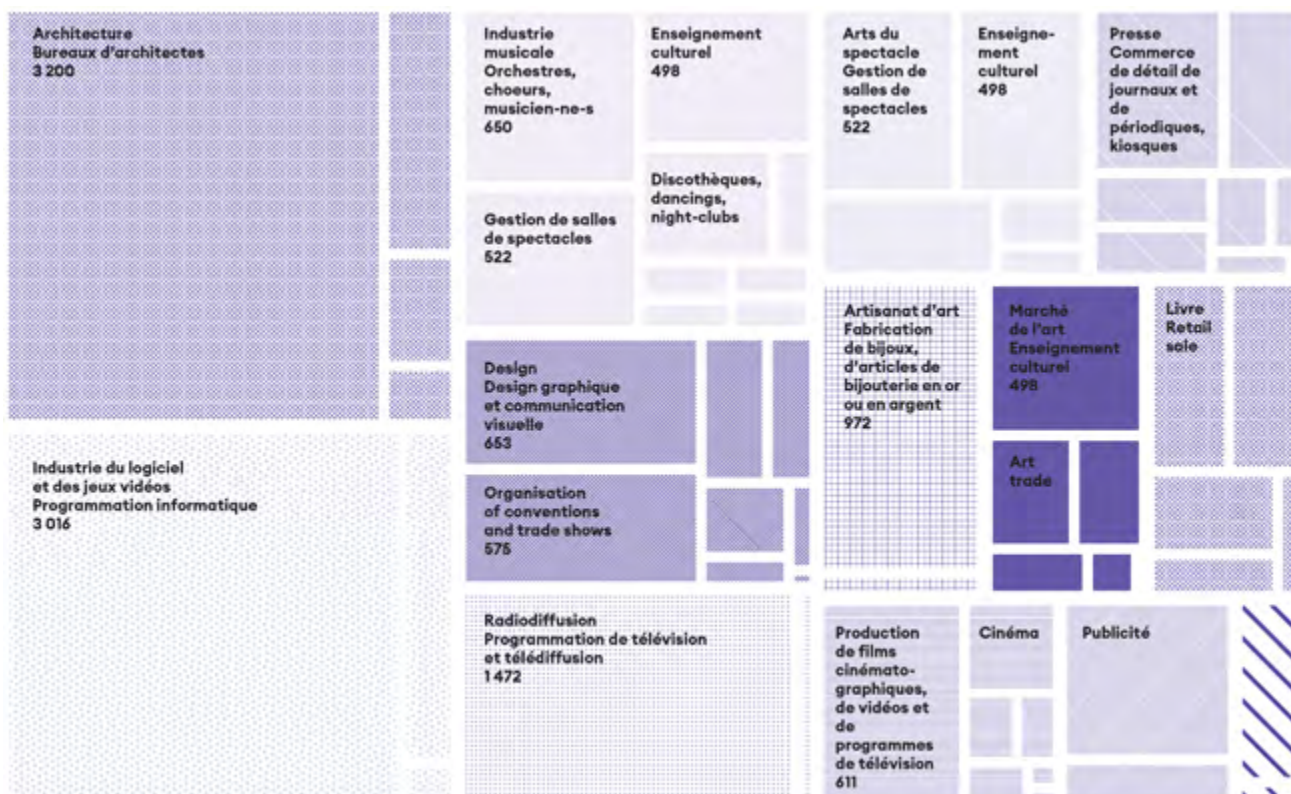 Architecture
Bureaux d'architectes
3 200
Industrie du logiciel
et des jeux vidéos
Programmation informatique
3 016
Industrie
musicale
Orchestres,
choeurs,
musicien-ne-s
650
Enseignement
culturel
498
Gestion de salles
de spectacles
522
Discothèques,
dancings,
night-clubs
Design
Design graphique
et communication
visuelle
653
Organisation
of conventions
and trade shows
575
Radiodiffusion
Programmation de télévision
et télédiffusion
1 472
Arts du
spectacle
Gestion de
salles de
spectacles
522
Enseigne-
ment
culturel
498
Presse
Commerce
de détail de
journaux et
de
périodiques,
kiosques
Artisanat d'art
Fabrication
de bijoux,
d'articles de
bijouterie en or
ou en argent
972
Marché
de l'art
Enseignement
culturel
498
Art
trade
Livre
Retail
sale
Production
de films
cinémato-
graphiques,
de vidéos et
de
programmes
de télévision
611
Cinéma
Publicité